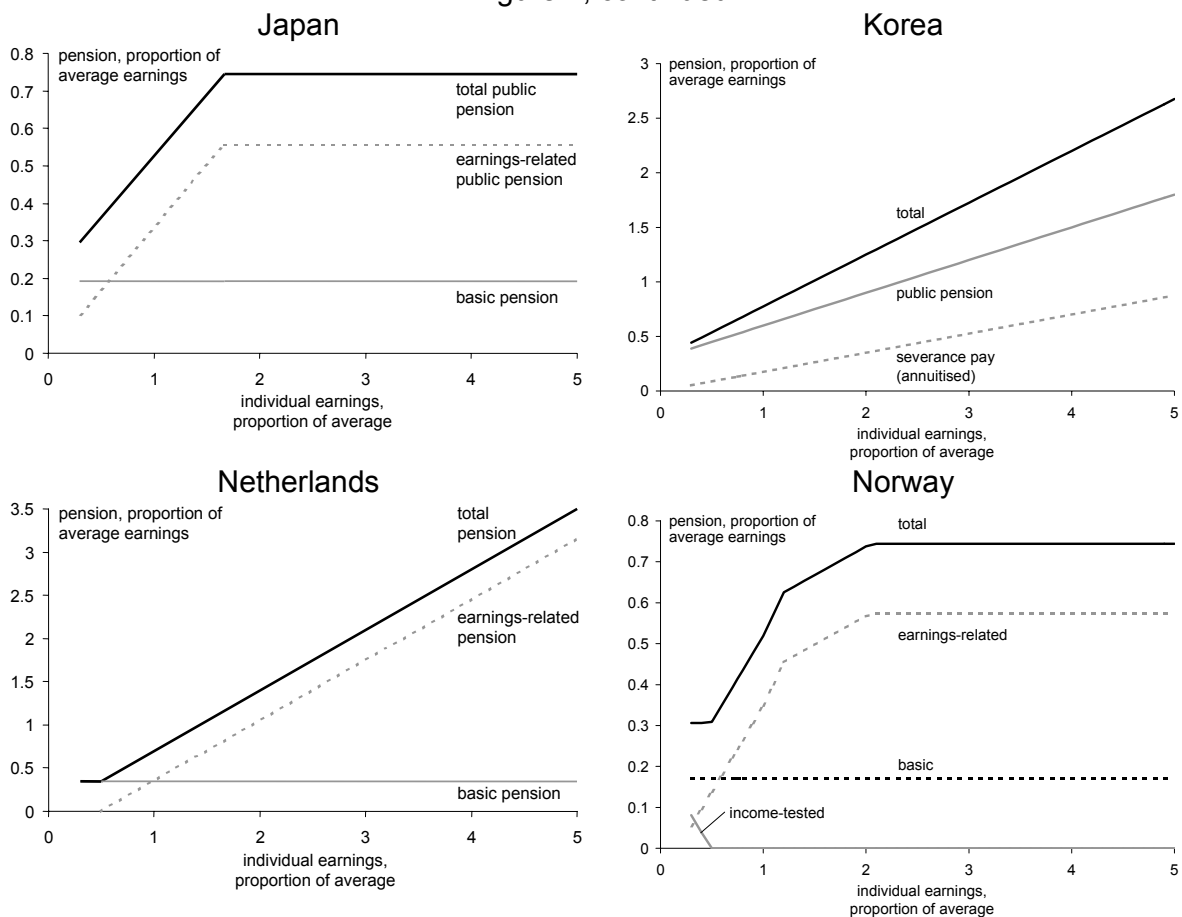 Japan
pension, proportion of
average earnings
0.8
0.7
0.6
0.5
0.4
0.3
0.2
0.1
0
total public
pension
earnings-related
public pension
basic pension
0 1 2 3 4 5
individual earnings,
proportion of average
Korea
pension, proportion of
average earnings
3
2.5
2
1.5
1
0.5
0
total
public pension
severance pay
(annuitised)
0 1 2 3 4 5
individual earnings,
proportion of average
Netherlands
pension, proportion of
average earnings
3.5
3
2.5
2
1.5
1
0.5
0
total
pension
earnings-related
pension
basic pension
0 1 2 3 4 5
individual earnings,
proportion of average
Norway
pension, proportion of
average earnings
0.8
0.7
0.6
0.5
0.4
0.3
0.2
0.1
0
total
earnings-related
basic
income-tested
0 1 2 3 4 5
individual earnings,
proportion of average